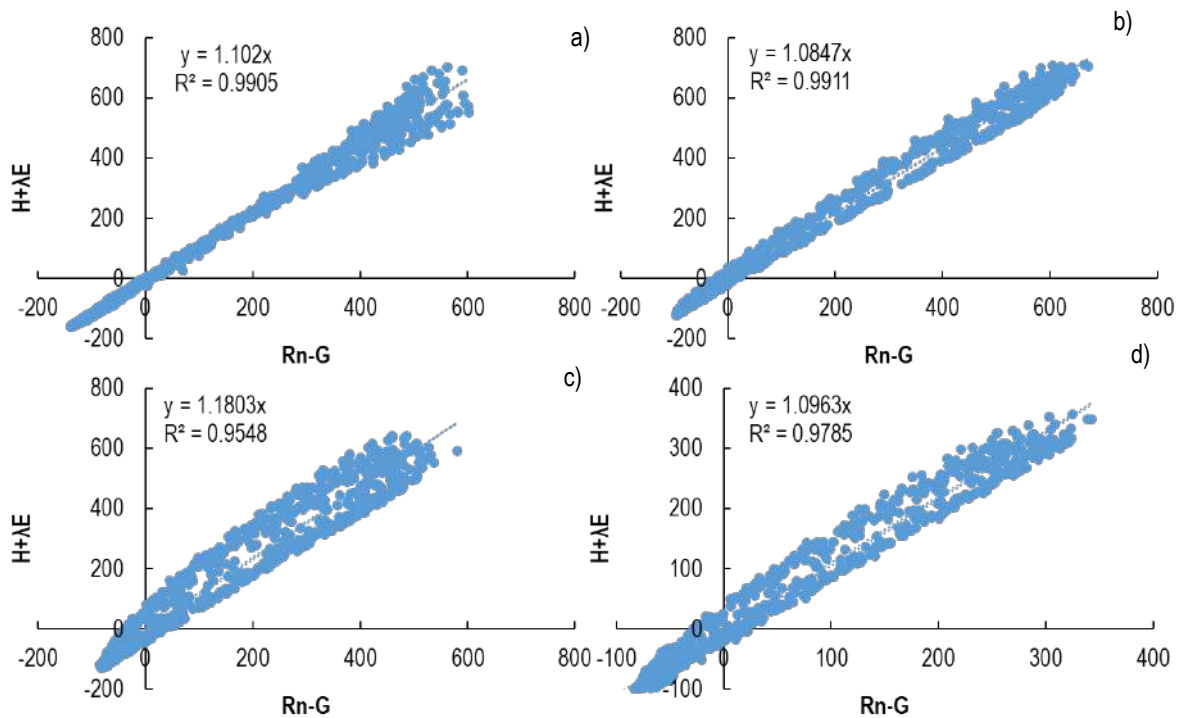 a)
y = 1.102x
R² = 0.9905
800
600
400
200
0
-200
-200
0
200
400
600
800
H+λE
Rn-G
b)
y = 1.0847x
R² = 0.9911
800
600
400
200
0
-200
-200
0
200
400
600
800
H+λE
Rn-G
c)
y = 1.1803x
R² = 0.9548
800
600
400
200
0
-200
-200
0
200
400
600
800
H+λE
Rn-G
d)
y = 1.0963x
R² = 0.9785
400
300
200
100
0
-100
-100
0
100
200
300
400
H+λE
Rn-G